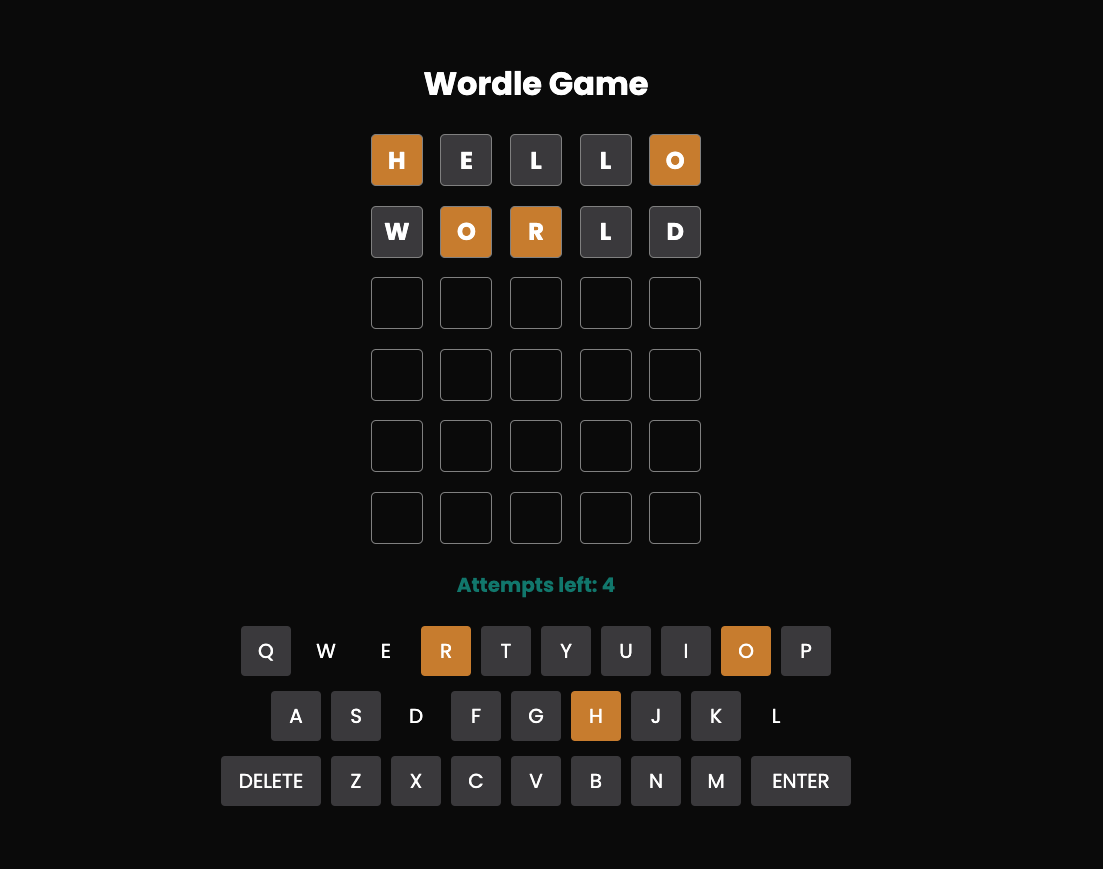 Wordle Game
H E L L O
W O R L D
Attempts left: 4
Q W E R T Y U I O P
A S D F G H J K L
DELETE Z X C V B N M ENTER